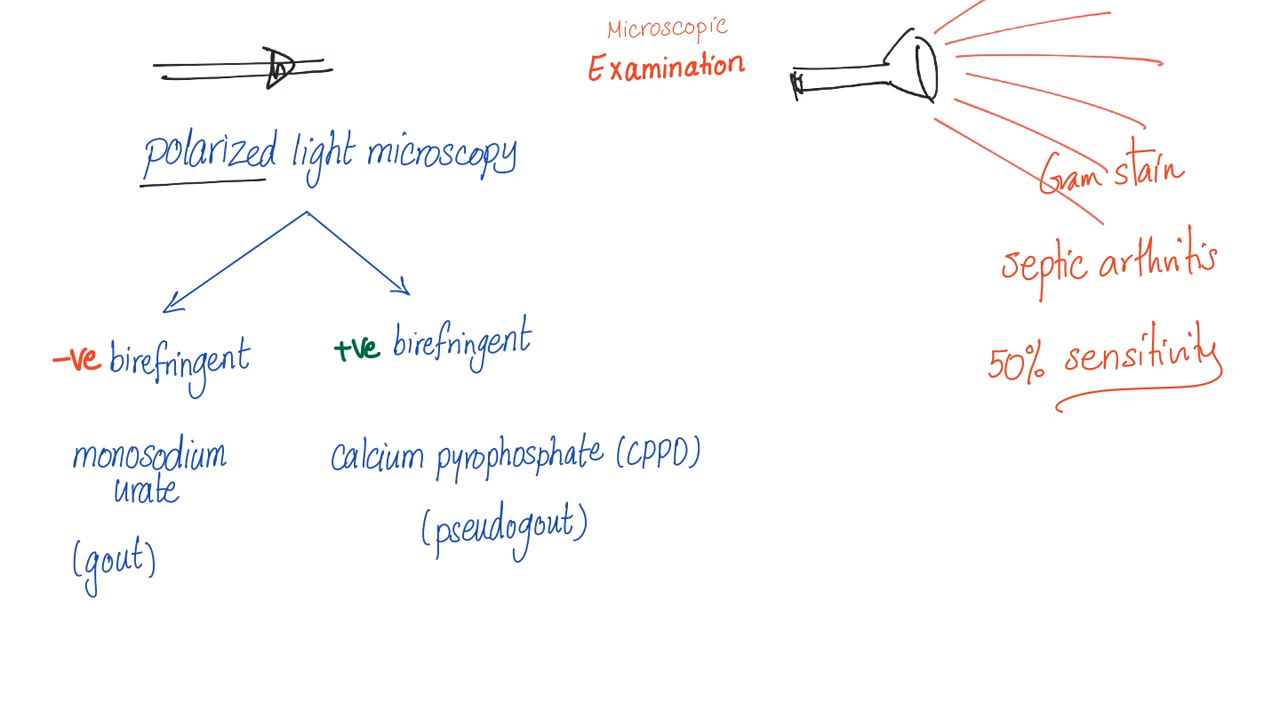 Microscopic
Examination
polarized light microscopy
-ve birefringent
+ve birefringent
monosodium
urate
(gout)
Calcium pyrophosphate (CPPD)
(pseudogout)
Gram stain
septic arthritis
50% sensitivity